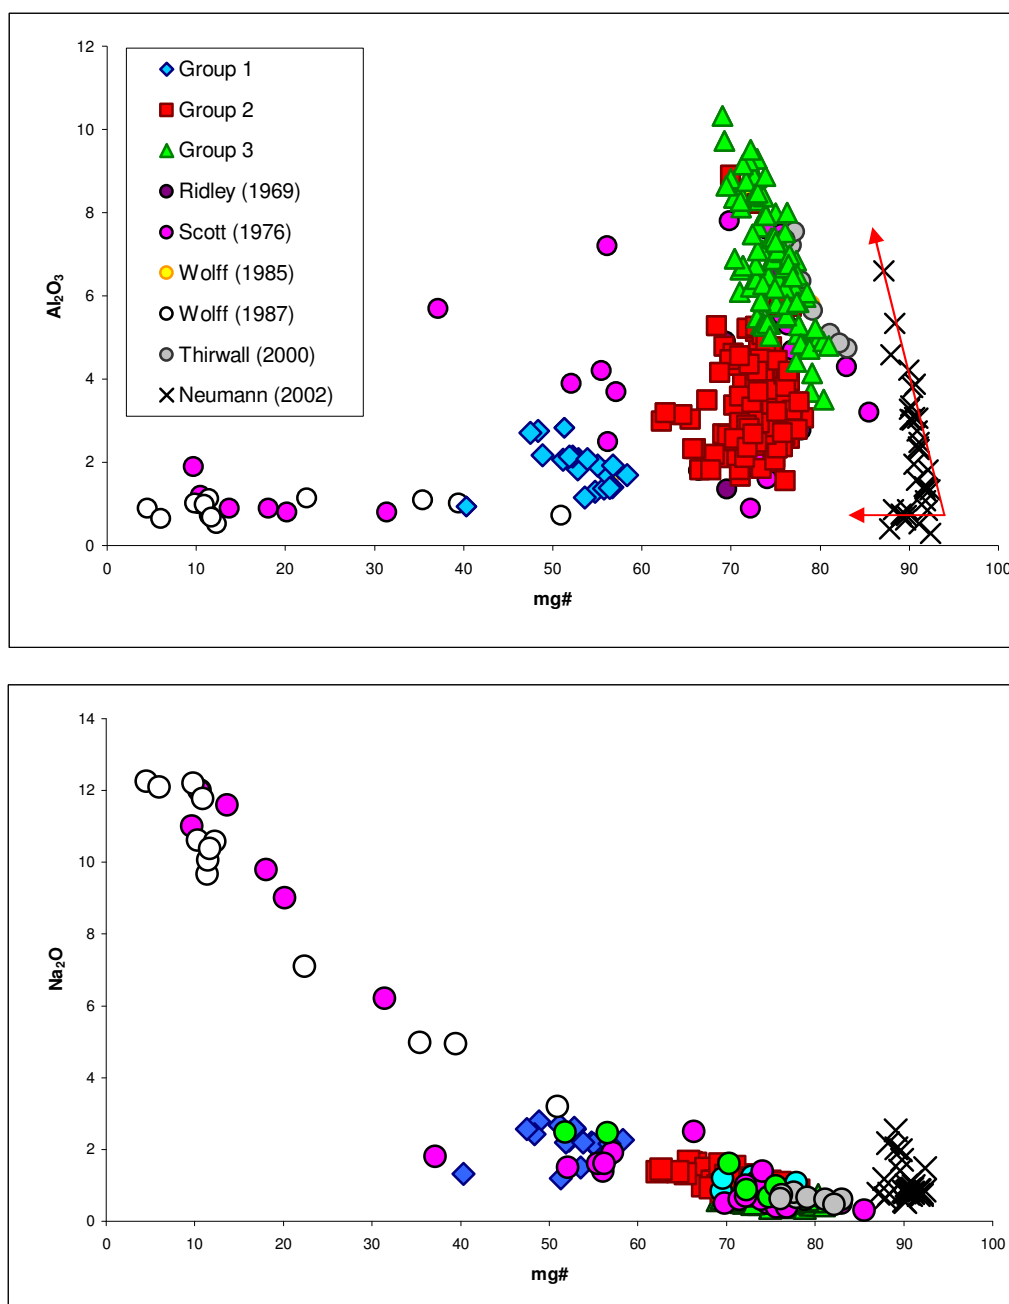 12
10
8
6
4
2
0
Al₂O₃
Group 1
Group 2
Group 3
Ridley (1969)
Scott (1976)
Wolff (1985)
Wolff (1987)
Thirwall (2000)
Neumann (2002)
0 10 20 30 40 50 60 70 80 90 100
mg#
14
12
10
8
6
4
2
0
Na₂O
0 10 20 30 40 50 60 70 80 90 100
mg#